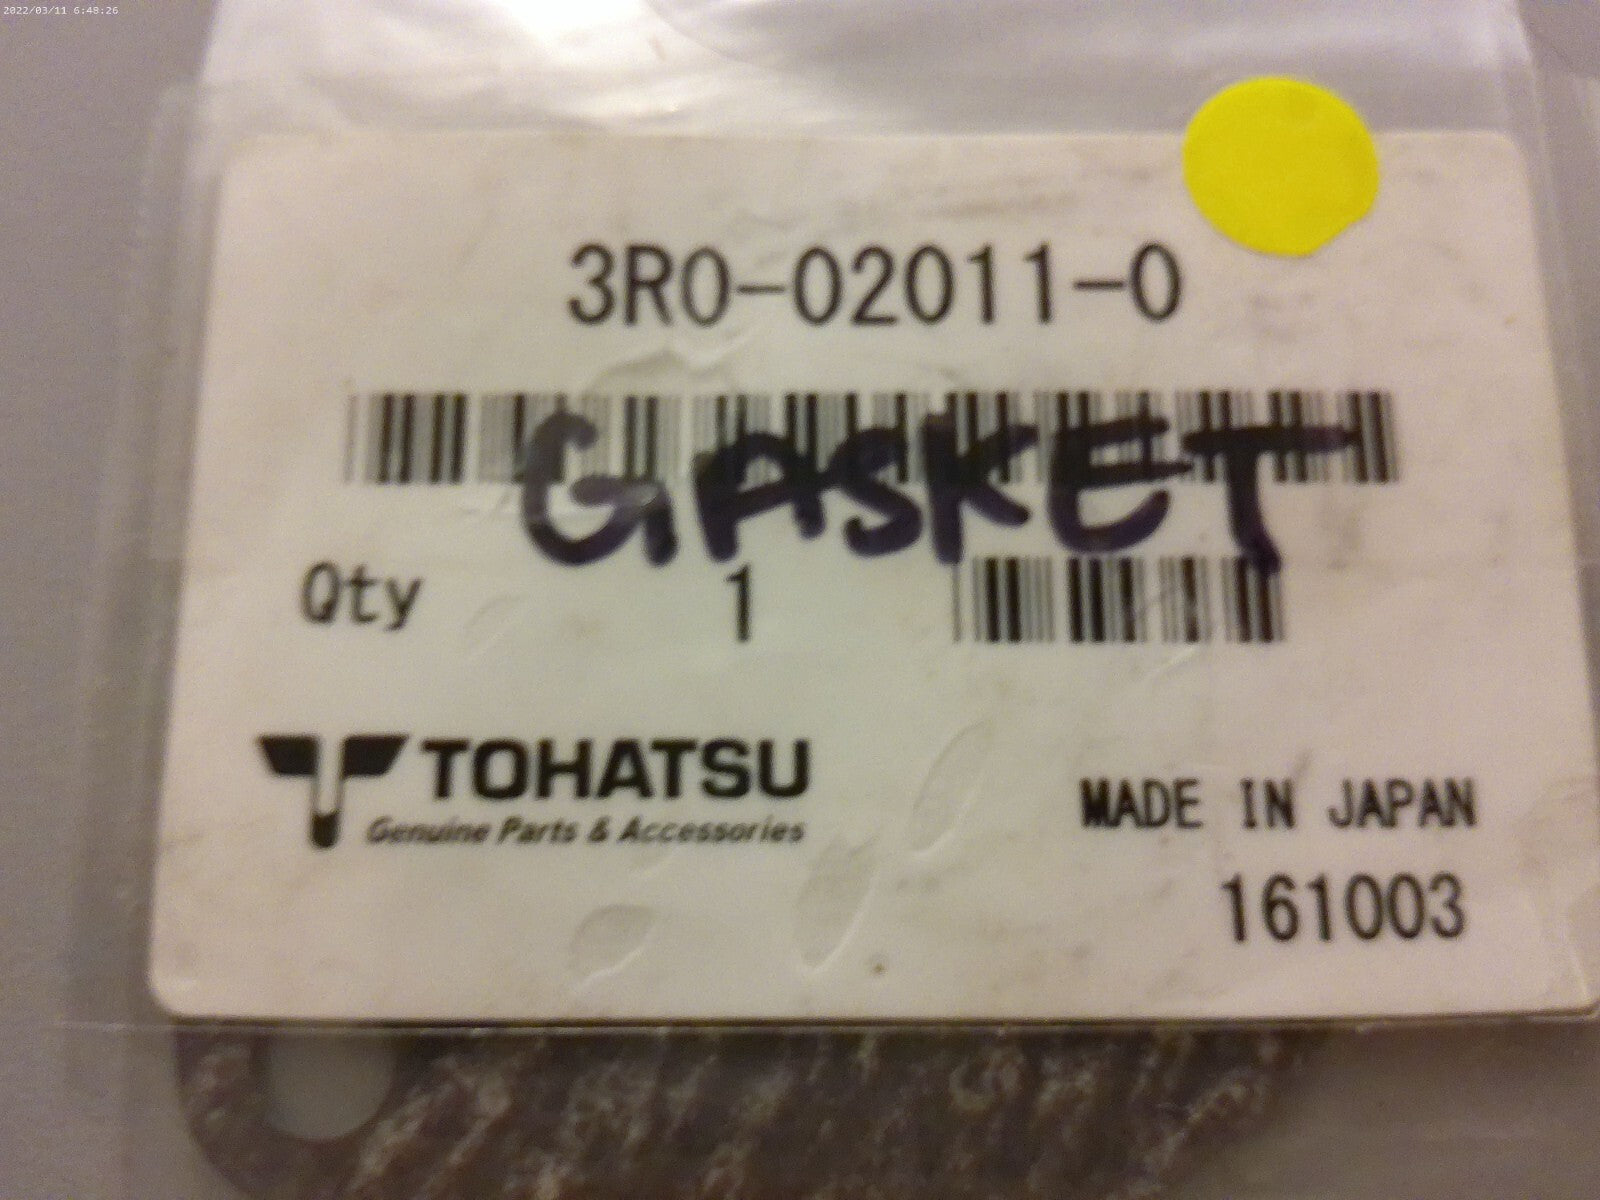 2022/03/11 6:48:26
3R0-02011-0
GASKET
Qty 1
TOHATSU
Genuine Parts & Accessories
MADE IN JAPAN
161003